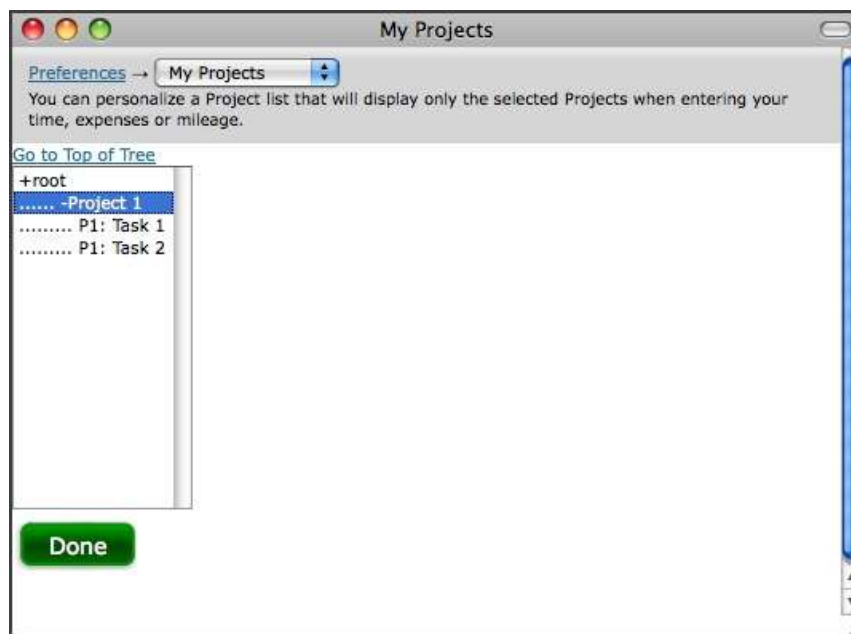 My Projects
Preferences → My Projects
You can personalize a Project list that will display only the selected Projects when entering your
time, expenses or mileage.
Go to Top of Tree
+root
...... -Project 1
......... P1: Task 1
......... P1: Task 2
Done